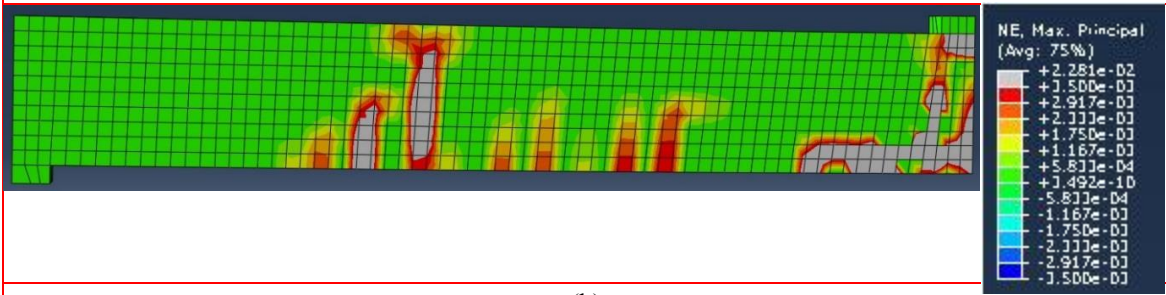 NE, Max. Principal
(Avg: 75%)
+2.281e-02
+3.500e-03
+2.917e-03
+2.333e-03
+1.750e-03
+1.167e-03
+5.833e-04
+3.492e-10
-5.833e-04
-1.167e-03
-1.750e-03
-2.333e-03
-2.917e-03
-3.500e-03